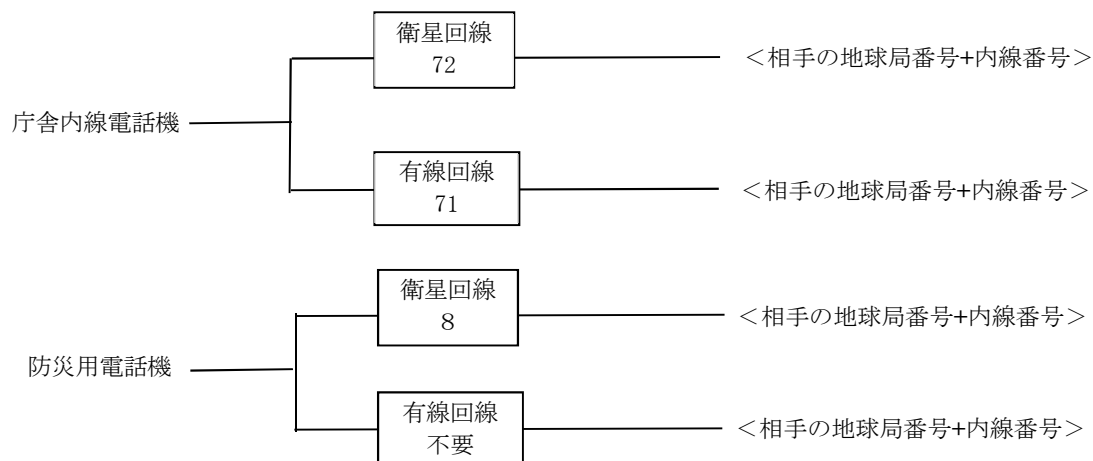 衛星回線
72
<相手の地球局番号+内線番号>
庁舎内線電話機
有線回線
71
<相手の地球局番号+内線番号>
衛星回線
8
<相手の地球局番号+内線番号>
防災用電話機
有線回線
不要
<相手の地球局番号+内線番号>